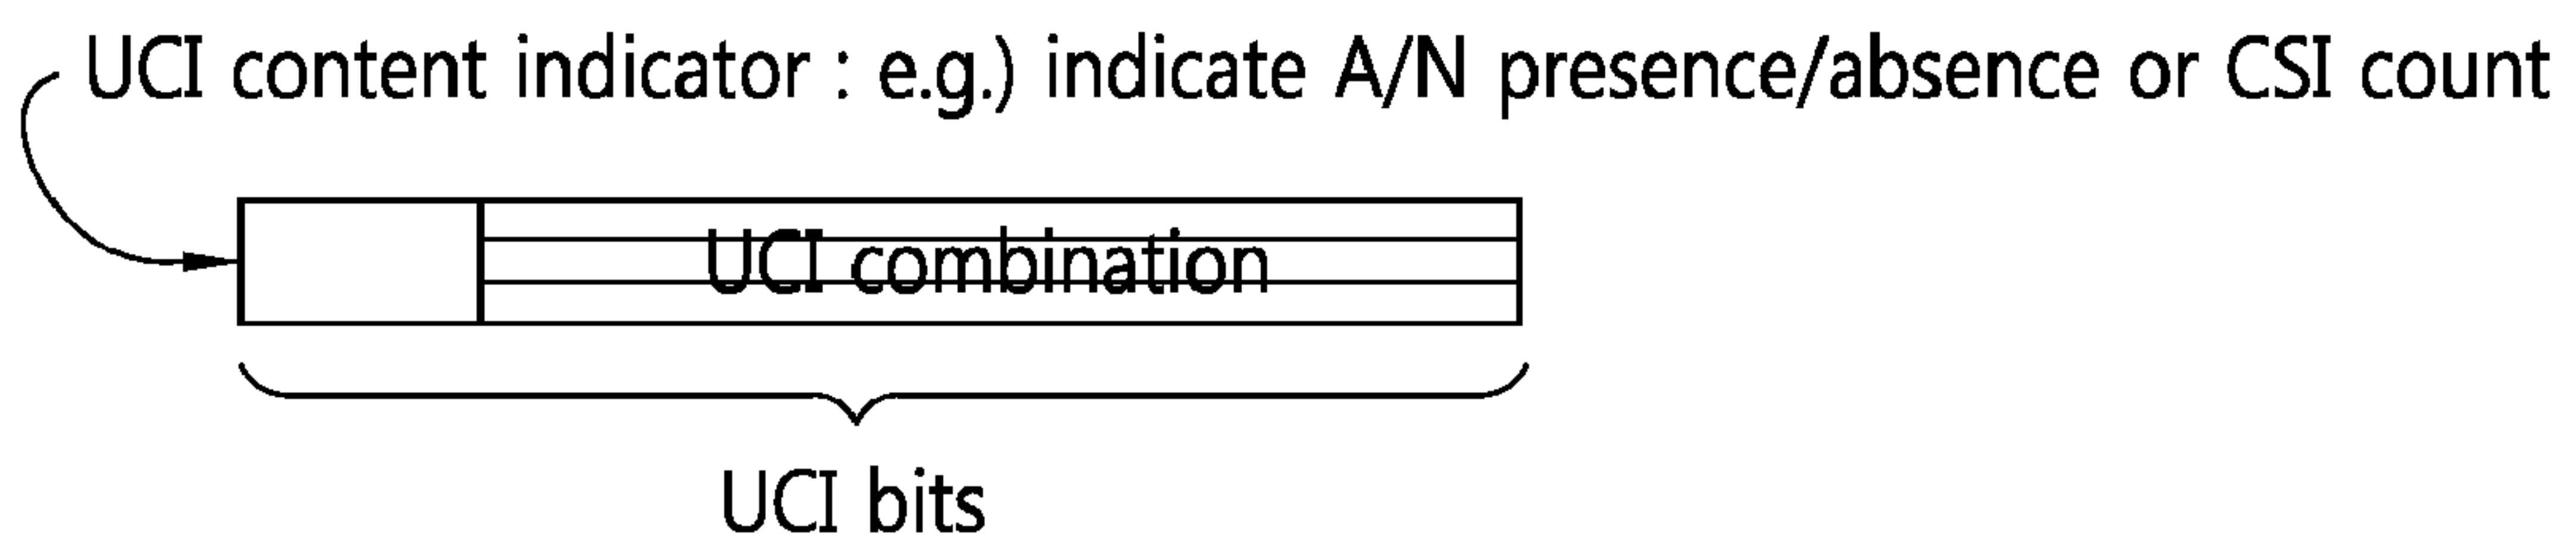 UCI content indicator : e.g.) indicate A/N presence/absence or CSI count
UCI combination
UCI bits